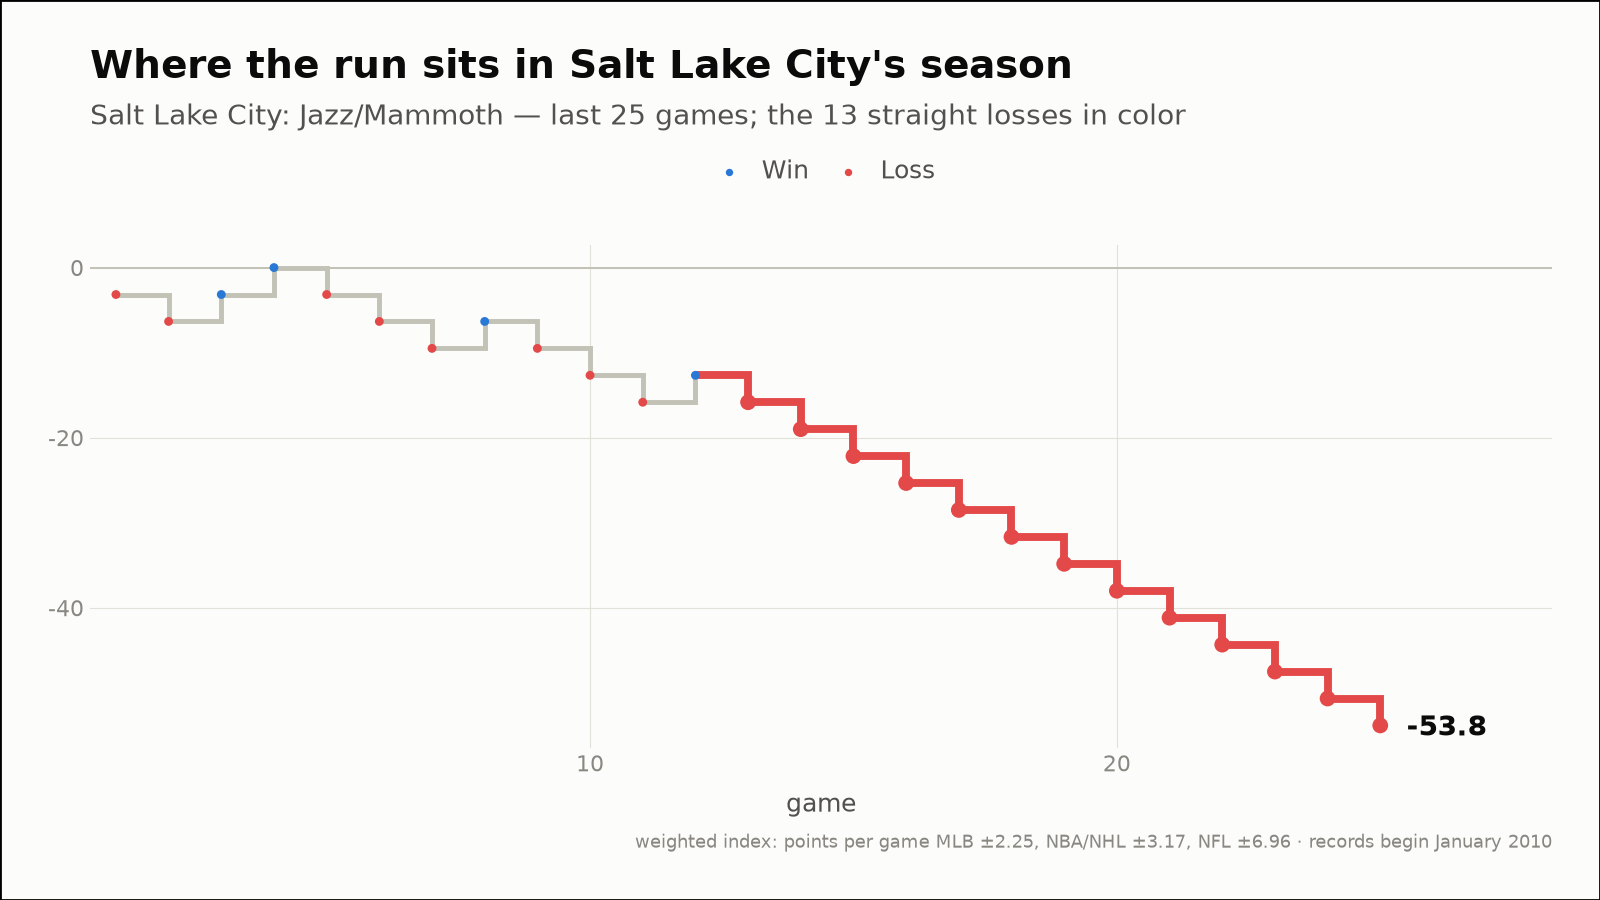 Where the run sits in Salt Lake City's season
Salt Lake City: Jazz/Mammoth — last 25 games; the 13 straight losses in color
Win Loss
0
-20
-40
-53.8
10 20
game
weighted index: points per game MLB ±2.25, NBA/NHL ±3.17, NFL ±6.96 · records begin January 2010